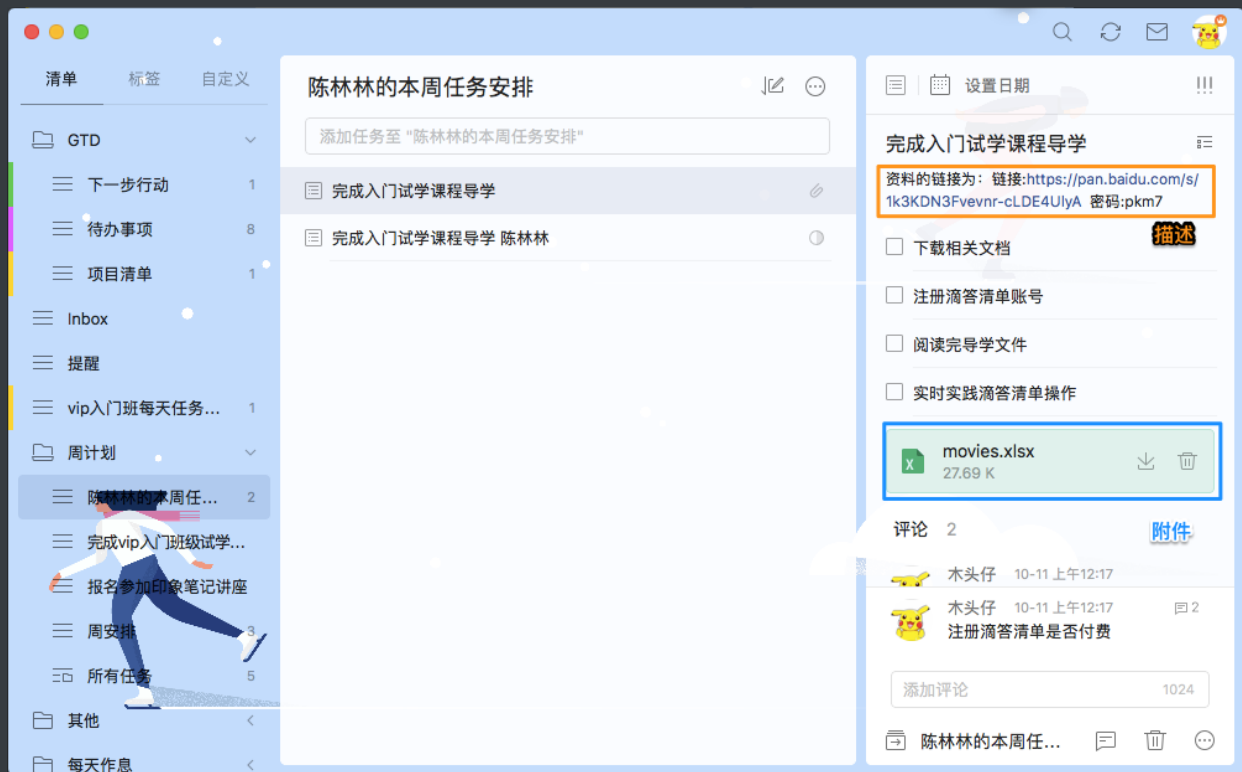 清单 标签 自定义
GTD
下一步行动 1
待办事项 8
项目清单 1
Inbox
提醒
vip入门班每天任务... 1
周计划
陈林林的本周任... 2
完成vip入门班级试学...
报名参加印象笔记讲座
周安排 3
所有任务 5
其他
每天作息
陈林林的本周任务安排
添加任务至 "陈林林的本周任务安排"
完成入门试学课程导学
完成入门试学课程导学 陈林林
设置日期 !!!
完成入门试学课程导学
资料的链接为：链接:https://pan.baidu.com/s/
1k3KDN3Fvevnr-cLDE4UIyA 密码:pkm7
描述
下载相关文档
注册滴答清单账号
阅读完导学文件
实时实践滴答清单操作
X movies.xlsx
27.69 K
评论 2
附件
木头仔 10-11 上午12:17
木头仔 10-11 上午12:17 2
注册滴答清单是否付费
添加评论 1024
陈林林的本周任...